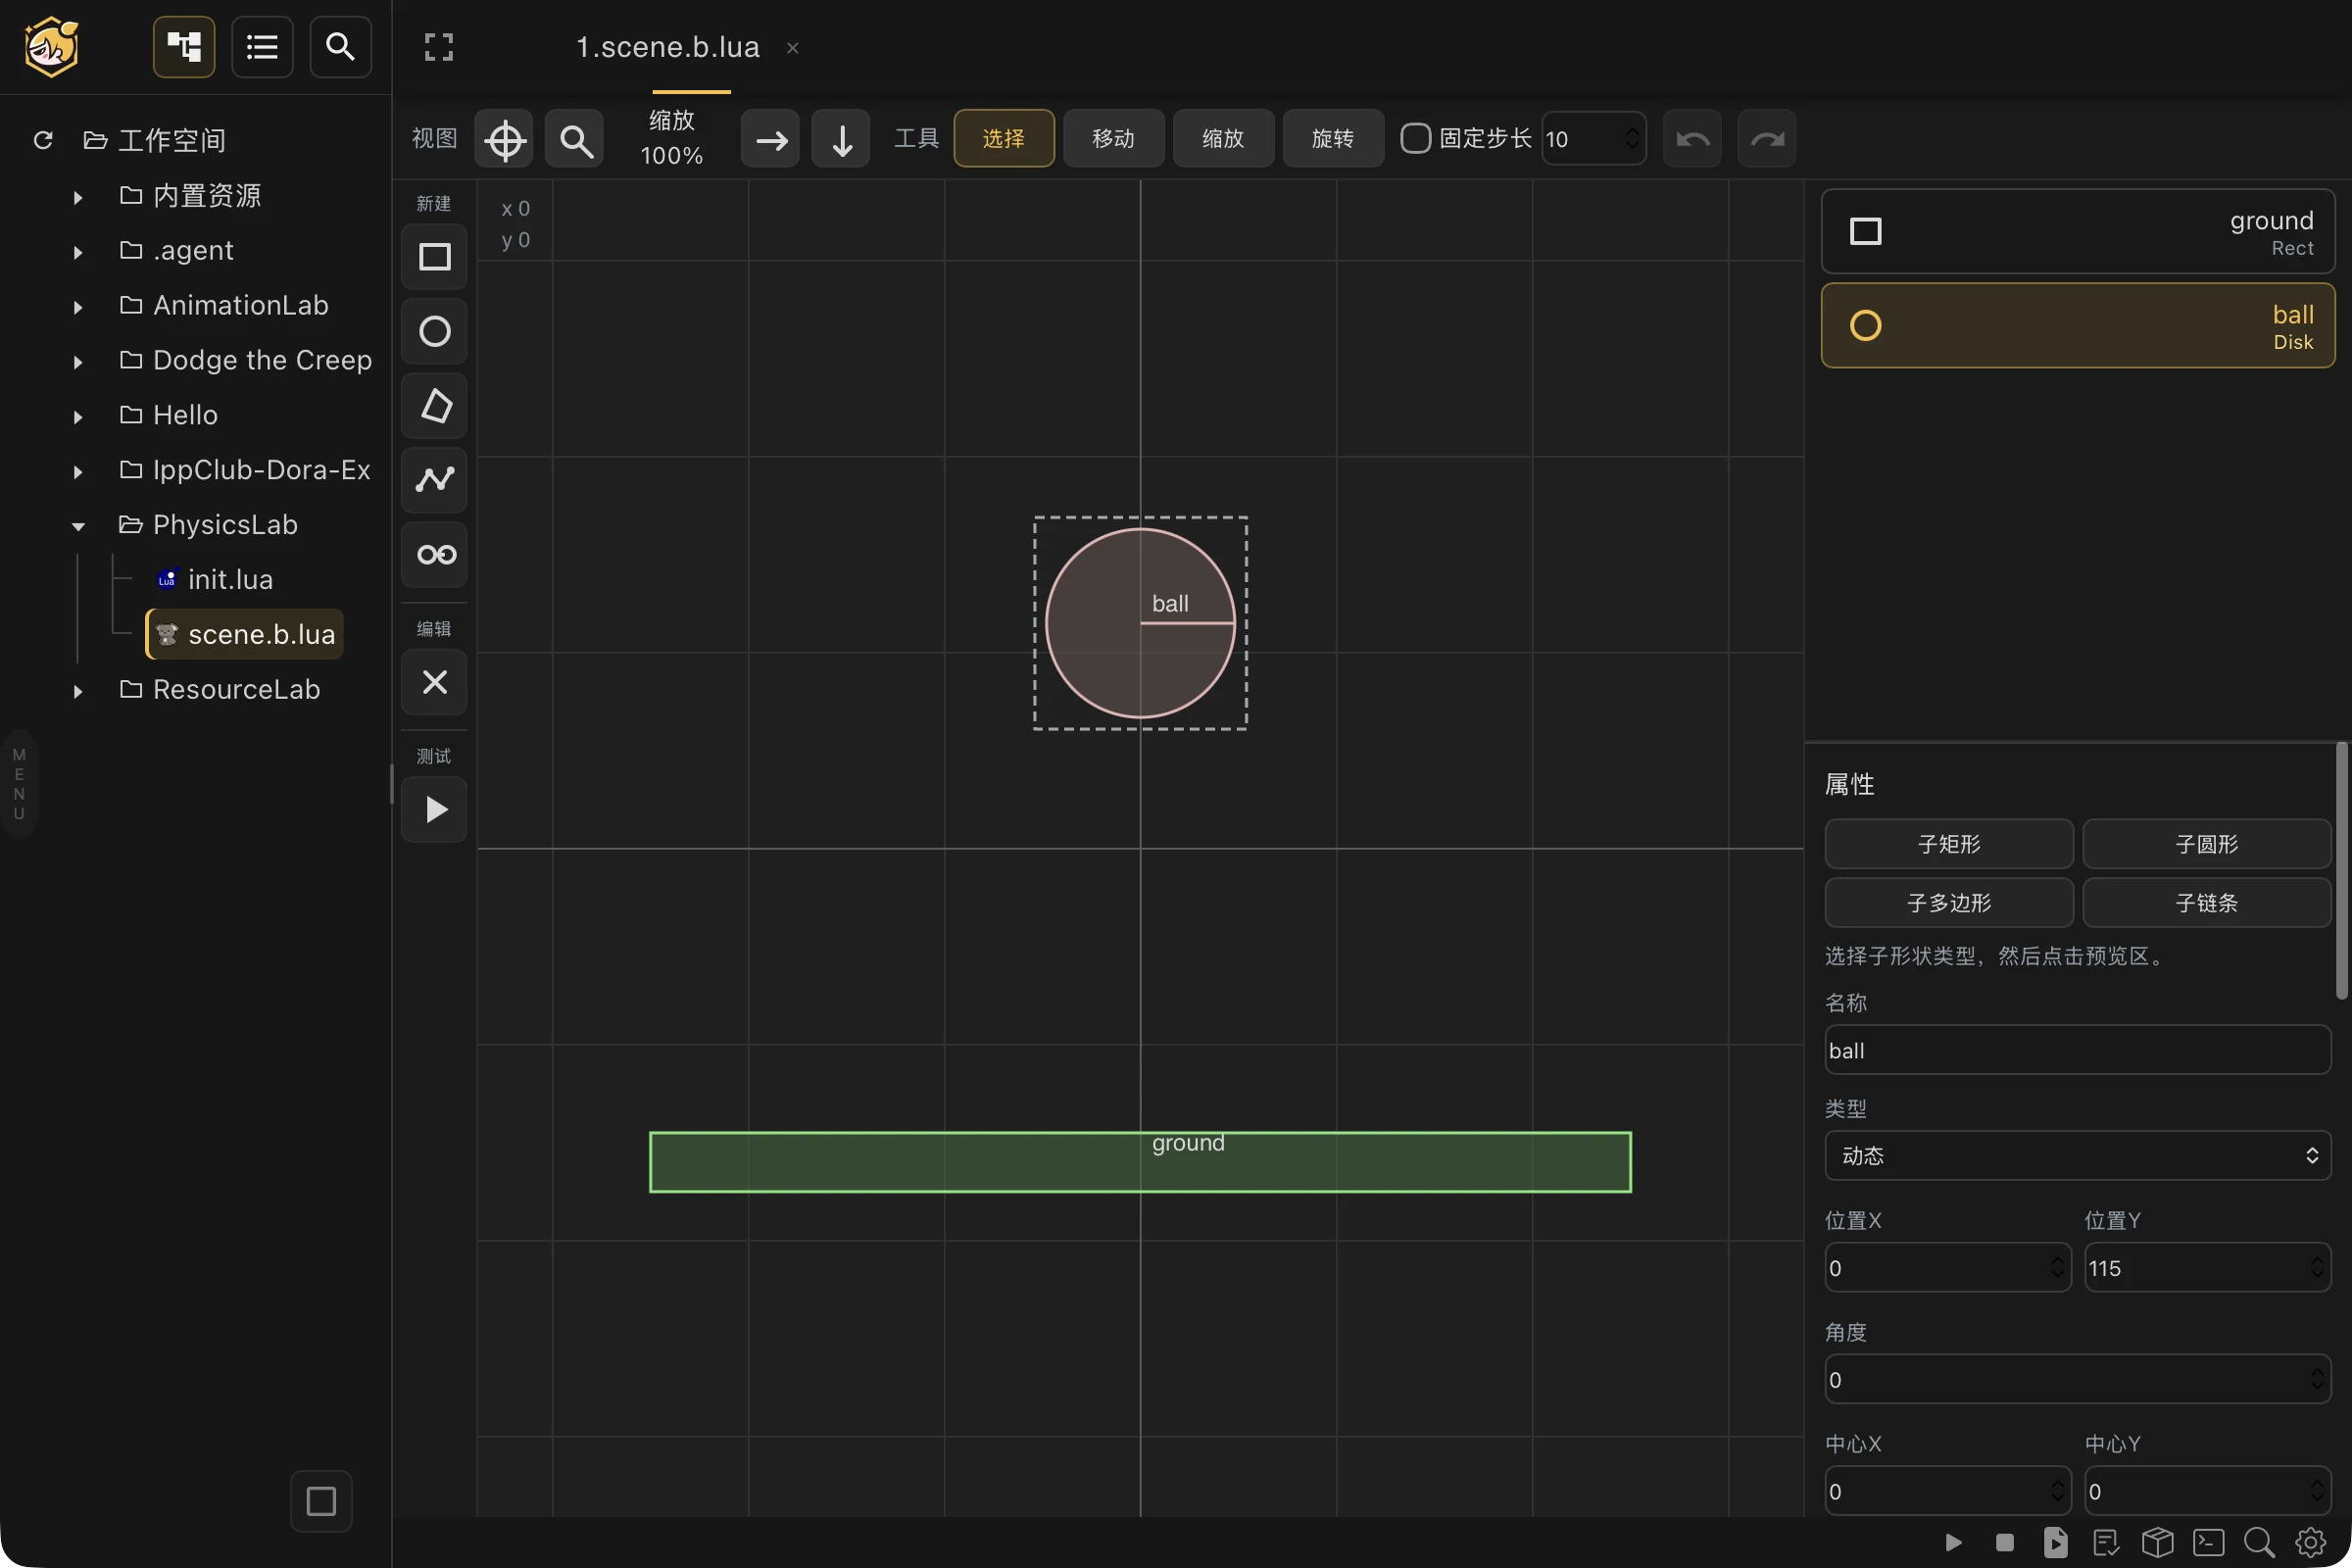 1.scene.b.lua
工作空间
内置资源
.agent
AnimationLab
Dodge the Creep
Hello
IppClub-Dora-Ex
PhysicsLab
Lua init.lua
scene.b.lua
ResourceLab
MENU
视图
缩放
100%
工具
选择
移动
缩放
旋转
固定步长
10
新建
编辑
测试
x 0
y 0
ball
ground
ground
Rect
ball
Disk
属性
子矩形
子圆形
子多边形
子链条
选择子形状类型，然后点击预览区。
名称
ball
类型
动态
位置X
位置Y
0
115
角度
0
中心X
中心Y
0
0